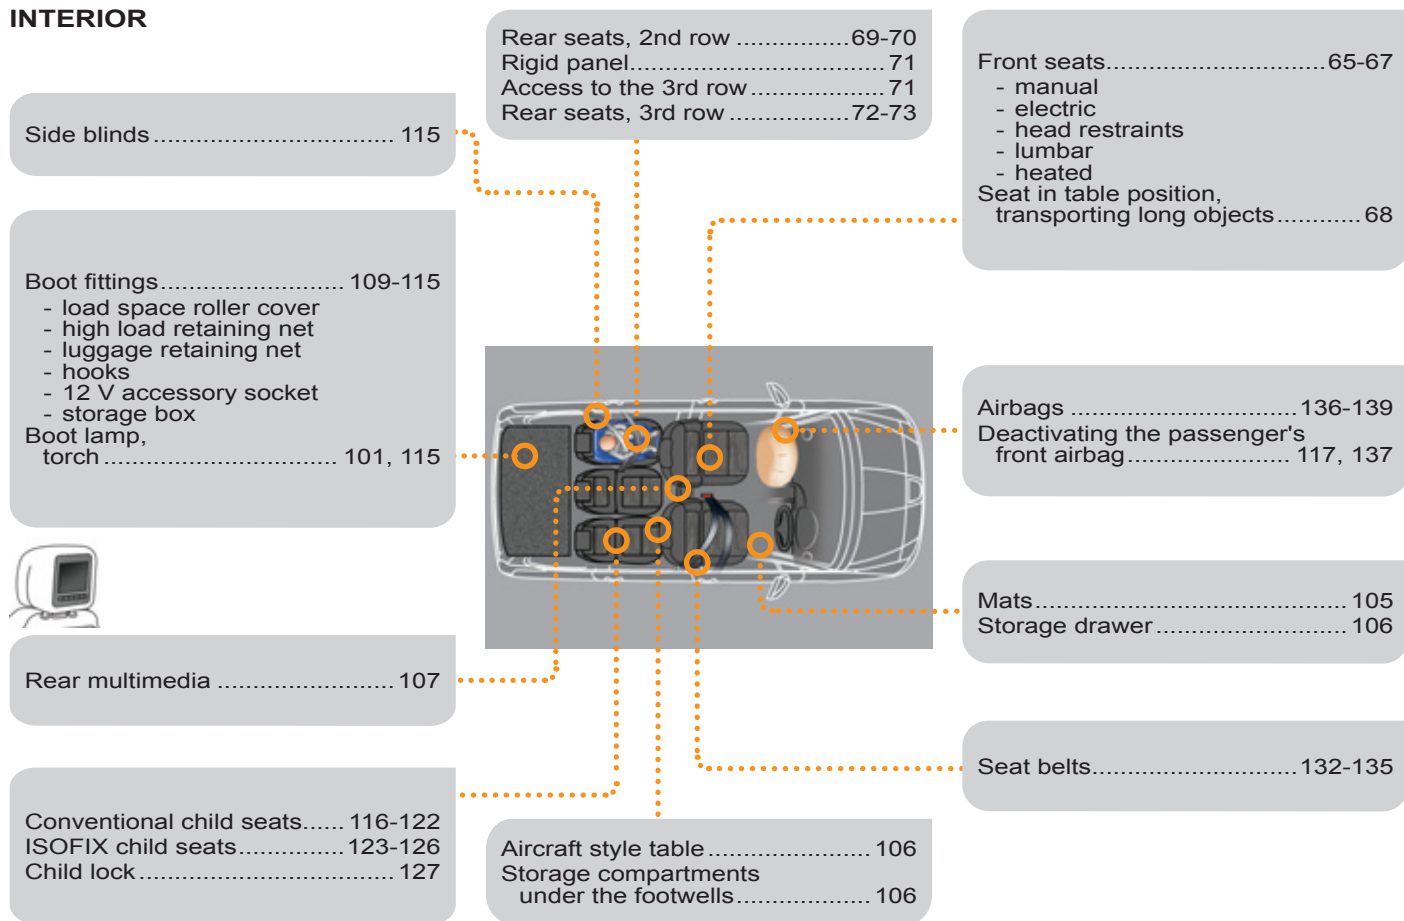 INTERIOR
Side blinds .................................. 115
Boot fittings.......................... 109-115
- load space roller cover
- high load retaining net
- luggage retaining net
- hooks
- 12 V accessory socket
- storage box
Boot lamp,
torch ................................. 101, 115
Rear multimedia ......................... 107
Conventional child seats...... 116-122
ISOFIX child seats............... 123-126
Child lock .................................... 127
Rear seats, 2nd row ................ 69-70
Rigid panel.................................... 71
Access to the 3rd row ................... 71
Rear seats, 3rd row ................. 72-73
Aircraft style table ....................... 106
Storage compartments
under the footwells................... 106
Front seats............................... 65-67
- manual
- electric
- head restraints
- lumbar
- heated
Seat in table position,
transporting long objects ............ 68
Airbags ................................ 136-139
Deactivating the passenger's
front airbag....................... 117, 137
Mats............................................ 105
Storage drawer ........................... 106
Seat belts............................. 132-135